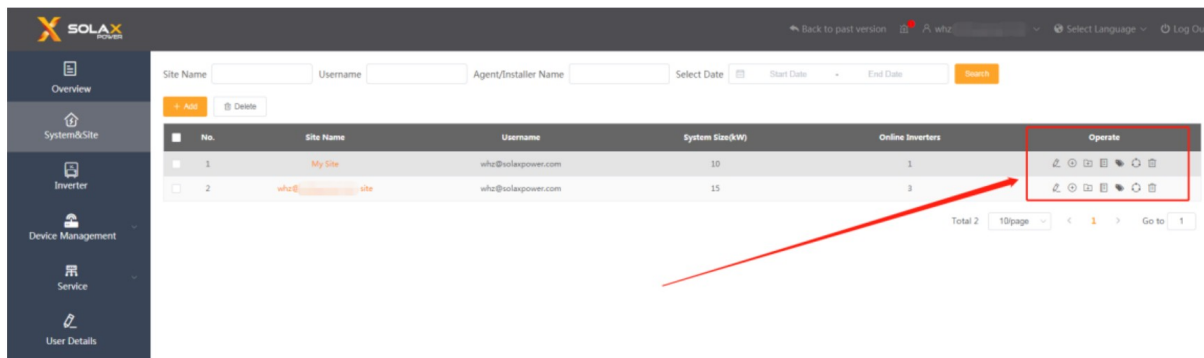 SOLAX
POWER
Back to past version whz Select Language Log Ou
Overview
System&Site
Inverter
Device Management
Service
User Details
Site Name Username Agent/Installer Name Select Date Start Date - End Date Search
+ Add Delete
No. Site Name Username System Size(kW) Online Inverters Operate
1 My Site whz@solaxpower.com 10 1
2 whz@ site whz@solaxpower.com 15 3
Total 2 10/page < 1 > Go to 1